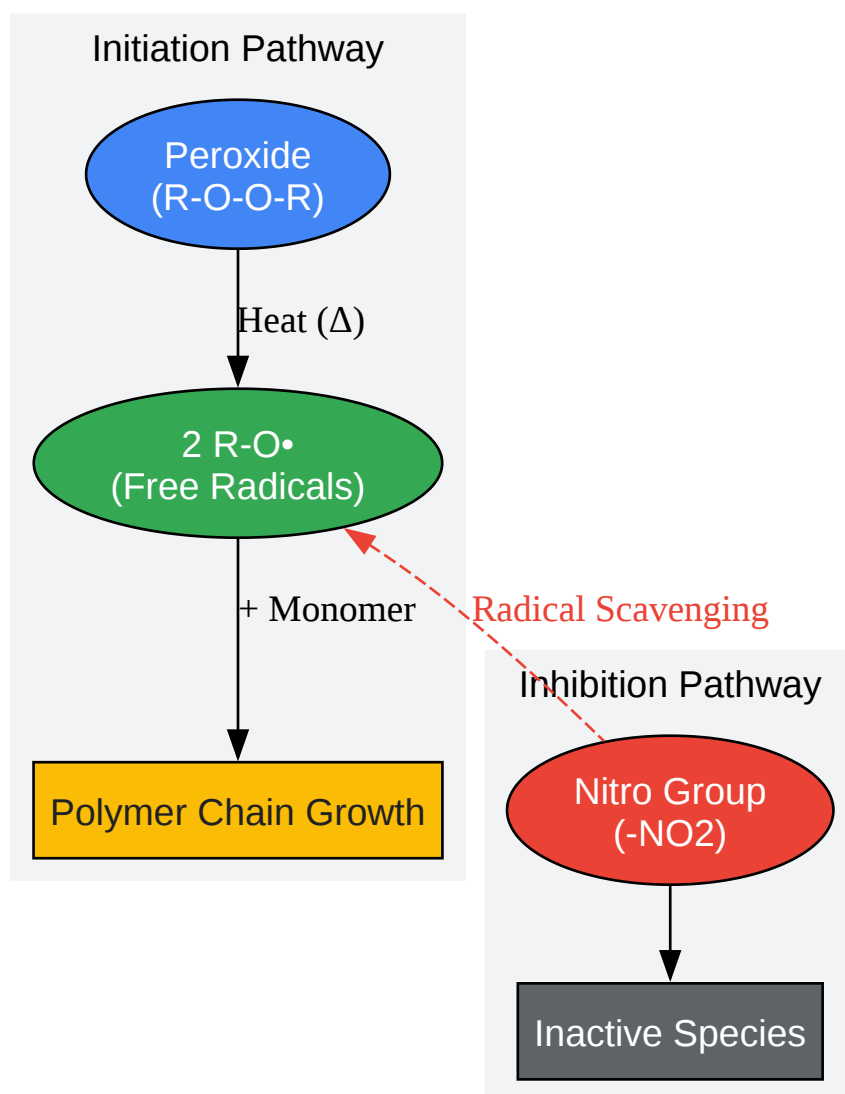 Initiation Pathway
Peroxide
(R-O-O-R)
Heat (Δ)
2 R-O•
(Free Radicals)
+ Monomer
Radical Scavenging
Polymer Chain Growth
Inhibition Pathway
Nitro Group
(-NO2)
Inactive Species